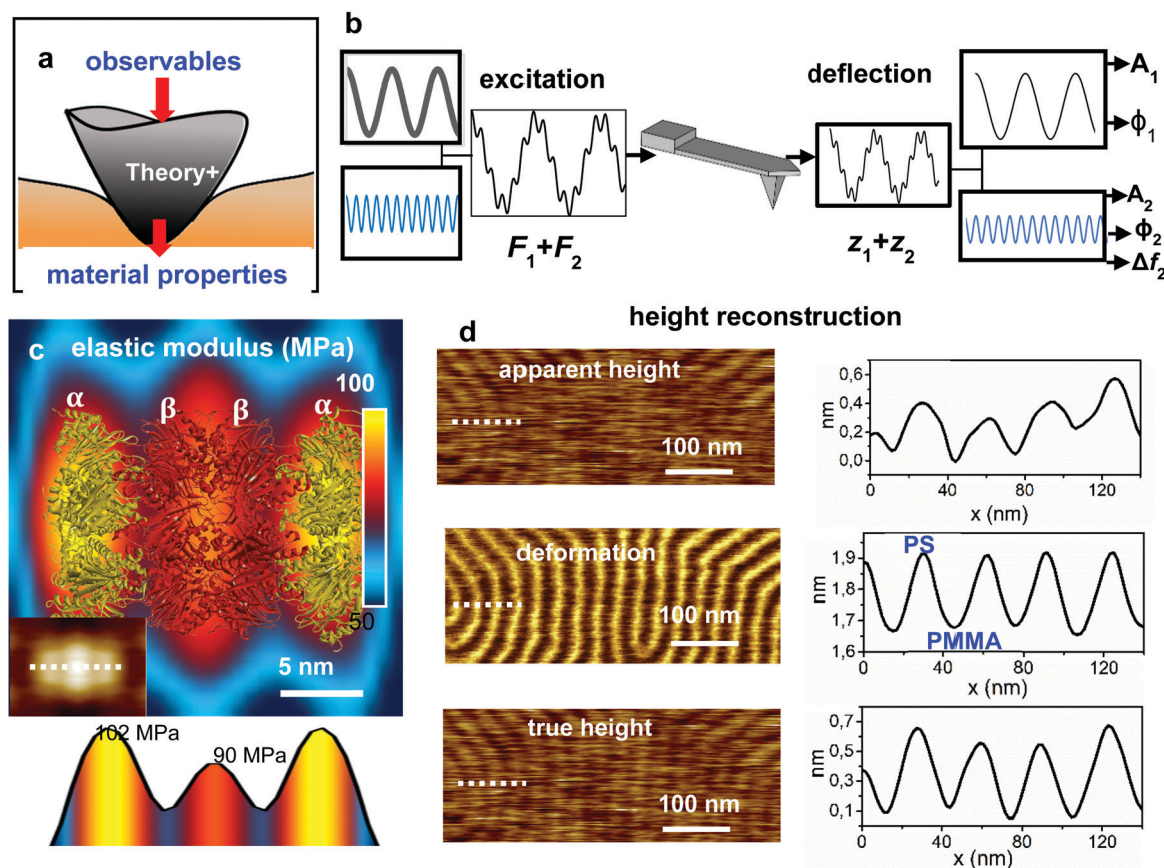 a
observables
Theory+
material properties
b
excitation
F1+F2
deflection
z1+z2
A1
ϕ1
A2
ϕ2
Δf2
c
elastic modulus (MPa)
100
α
β
β
α
50
5 nm
102 MPa
90 MPa
height reconstruction
d
apparent height
100 nm
nm
0,6
0,4
0,2
0,0
0
40
80
120
x (nm)
deformation
100 nm
nm
1,9
1,8
1,7
1,6
PS
PMMA
0
40
80
120
x (nm)
true height
100 nm
nm
0,7
0,5
0,3
0,1
0
40
80
120
x (nm)